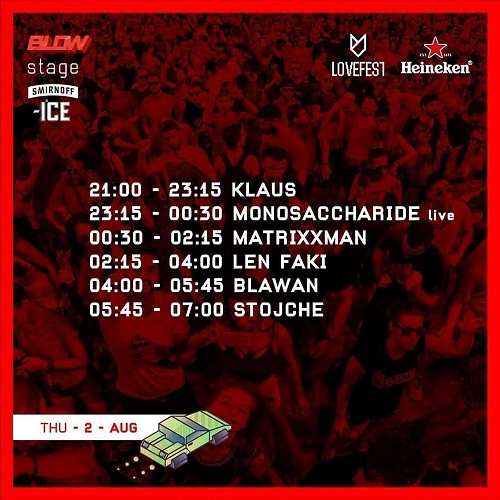 BLOW
stage
SMIRNOFF
ICE
LOVEFEST
Heineken®
21:00 - 23:15 KLAUS
23:15 - 00:30 MONOSACCHARIDE live
00:30 - 02:15 MATRIXXMAN
02:15 - 04:00 LEN FAKI
04:00 - 05:45 BLAWAN
05:45 - 07:00 STOJCHE
THU - 2 - AUG